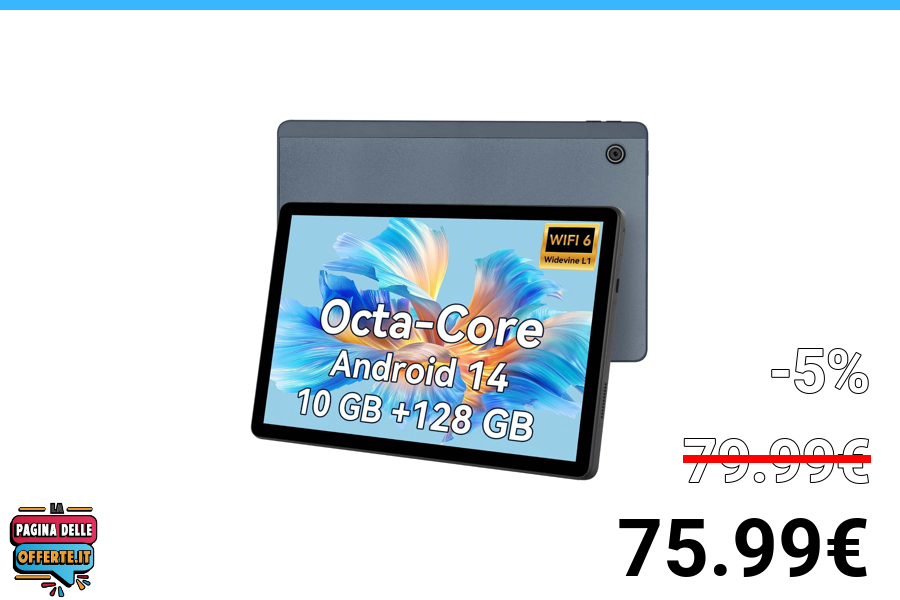 WIFI 6
Widevine L1
Octa-Core
Android 14
10 GB +128 GB
-5%
79.99€
75.99€
LA
PAGINA DELLE
OFFERTE.IT